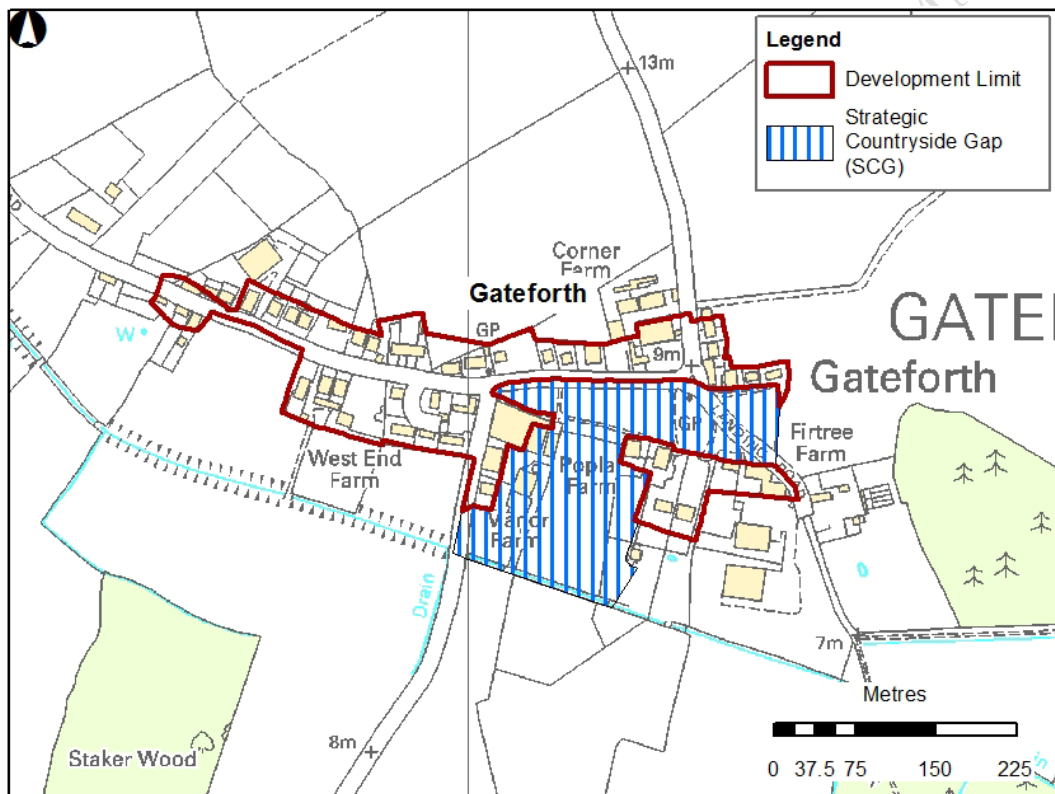 Legend
Development Limit
Strategic
Countryside Gap
(SCG)
13m
Corner
Farm
Gateforth
GATE
Gateforth
GP
9m
W
GP
Firtree
Farm
West End
Farm
Popla
Farm
Manor
Farm
Drain
7m
Metres
8m
Staker Wood
0 37.5 75 150 225